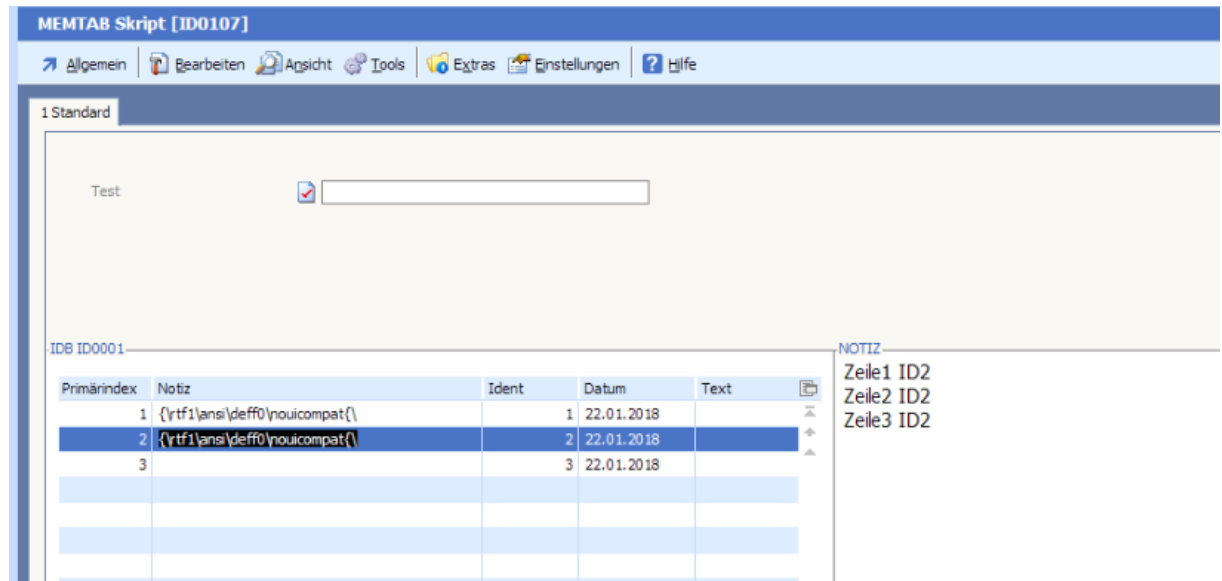 MEMTAB Skript [ID0107]
Allgemein Bearbeiten Ansicht Tools Extras Einstellungen Hilfe
1 Standard
Test
IDB ID0001
Primärindex Notiz Ident Datum Text
1 {\rtf1\ansi\deff0\nouicompat{\ 1 22.01.2018
2 {\rtf1\ansi\deff0\nouicompat{\ 2 22.01.2018
3 3 22.01.2018
NOTIZ
Zeile1 ID2
Zeile2 ID2
Zeile3 ID2